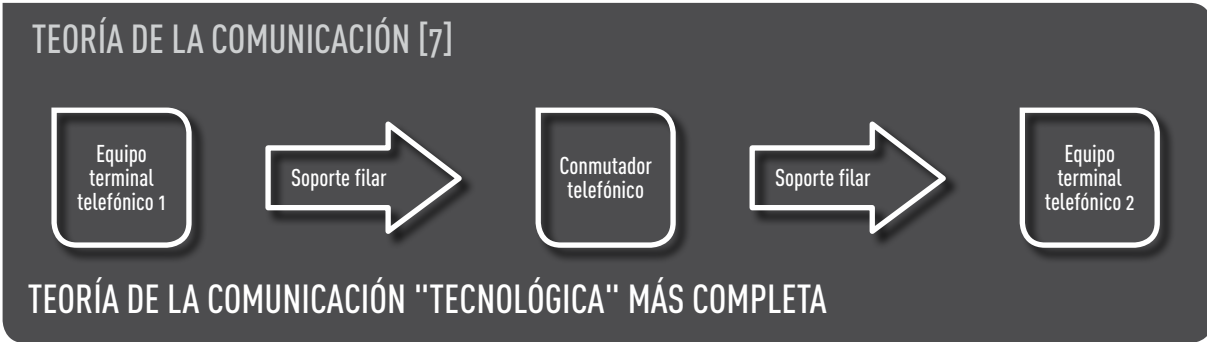 TEORÍA DE LA COMUNICACIÓN [7]
Equipo
terminal
telefónico 1
Soporte filar
Conmutador
telefónico
Soporte filar
Equipo
terminal
telefónico 2
TEORÍA DE LA COMUNICACIÓN "TECNOLÓGICA" MÁS COMPLETA